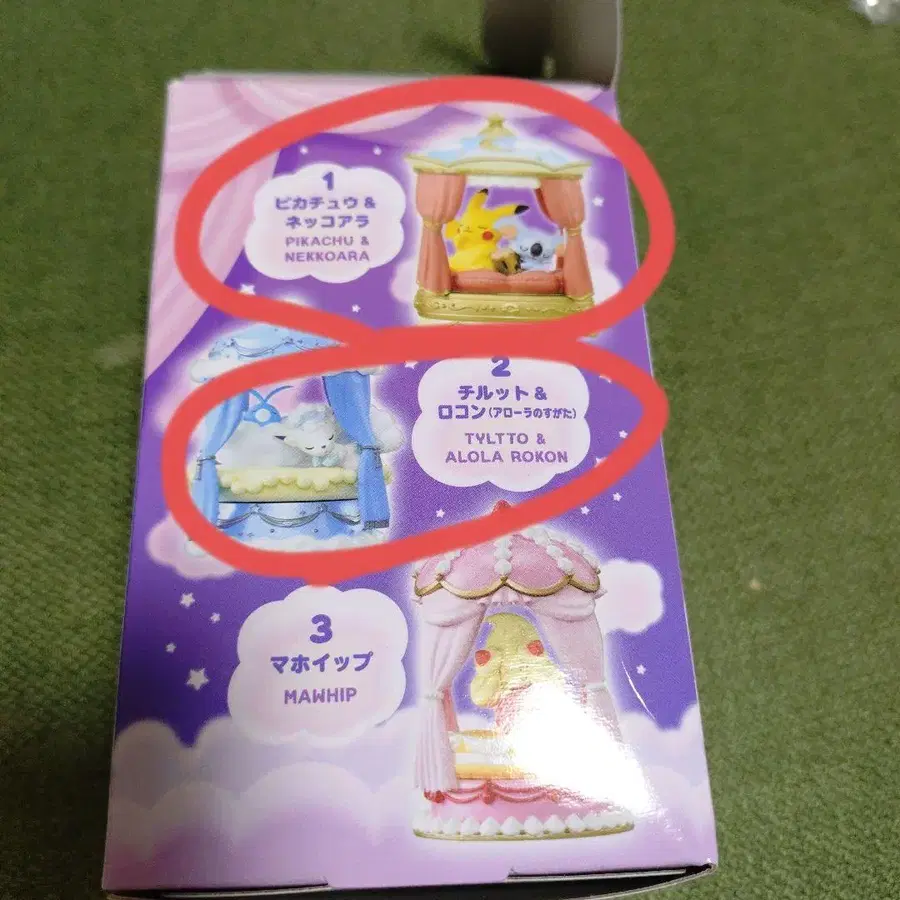 1
ピカチュウ &
ネッコアラ
PIKACHU &
NEKKOARA
2
チルット &
ロコン(アローラのすがた)
TYLTTO &
ALOLA ROKON
3
マホイップ
MAWHIP